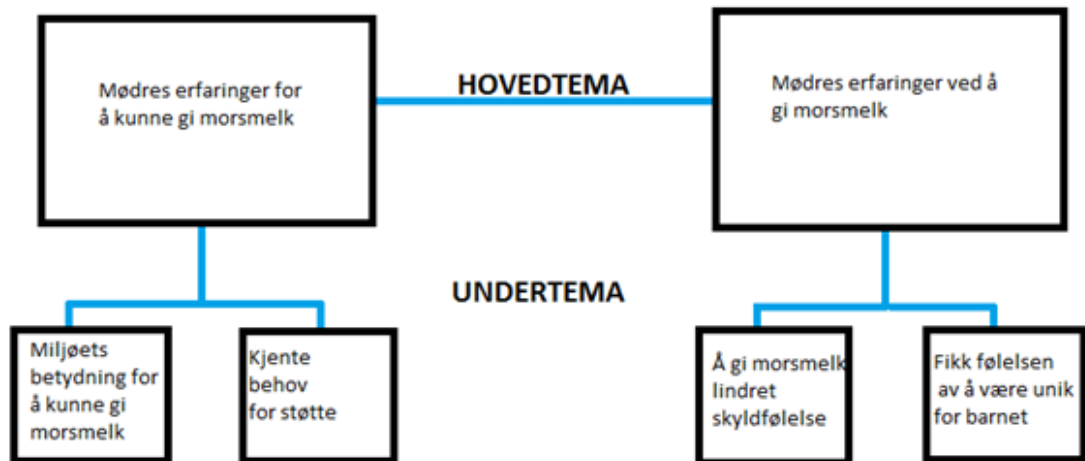 Mødres erfaringer for
å kunne gi morsmelk
HOVEDTEMA
Mødres erfaringer ved å
gi morsmelk
UNDERTEMA
Miljøets
betydning for
å kunne gi
morsmelk
Kjente
behov
for støtte
Å gi morsmelk
lindret
skyldfølelse
Fikk følelsen
av å være unik
for barnet